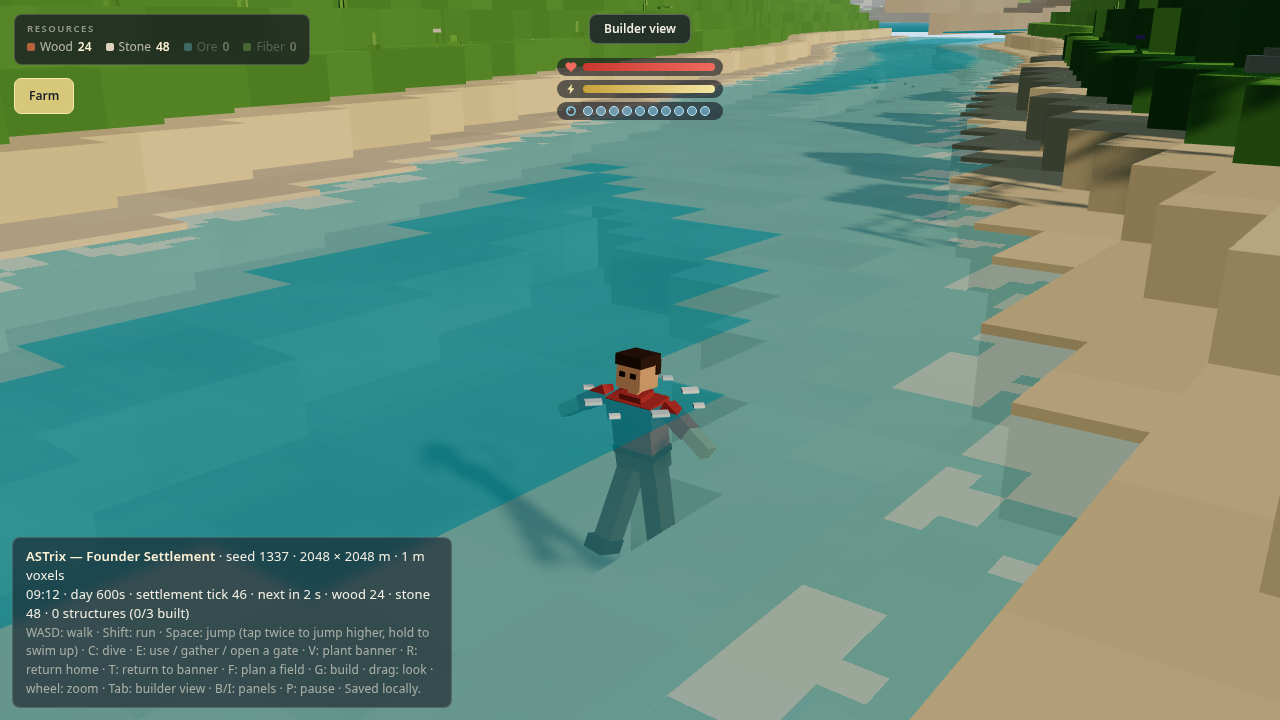 RESOURCES
Wood 24 Stone 48 Ore 0 Fiber 0
Builder view
Farm
ASTrix — Founder Settlement · seed 1337 · 2048 × 2048 m · 1 m
voxels
09:12 · day 600s · settlement tick 46 · next in 2 s · wood 24 · stone
48 · 0 structures (0/3 built)
WASD: walk · Shift: run · Space: jump (tap twice to jump higher, hold to
swim up) · C: dive · E: use / gather / open a gate · V: plant banner · R:
return home · T: return to banner · F: plan a field · G: build · drag: look ·
wheel: zoom · Tab: builder view · B/I: panels · P: pause · Saved locally.